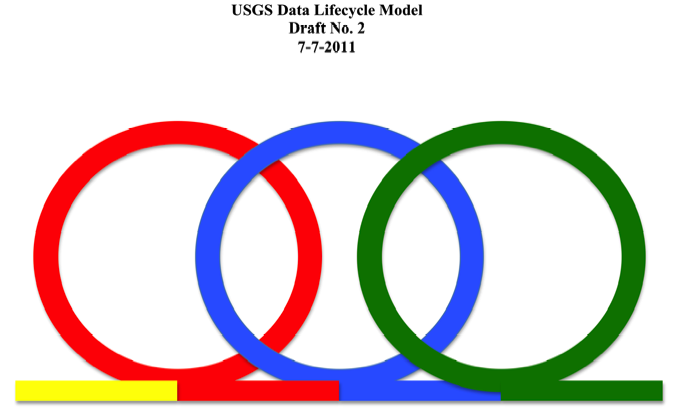 USGS Data Lifecycle Model
Draft No. 2
7-7-2011